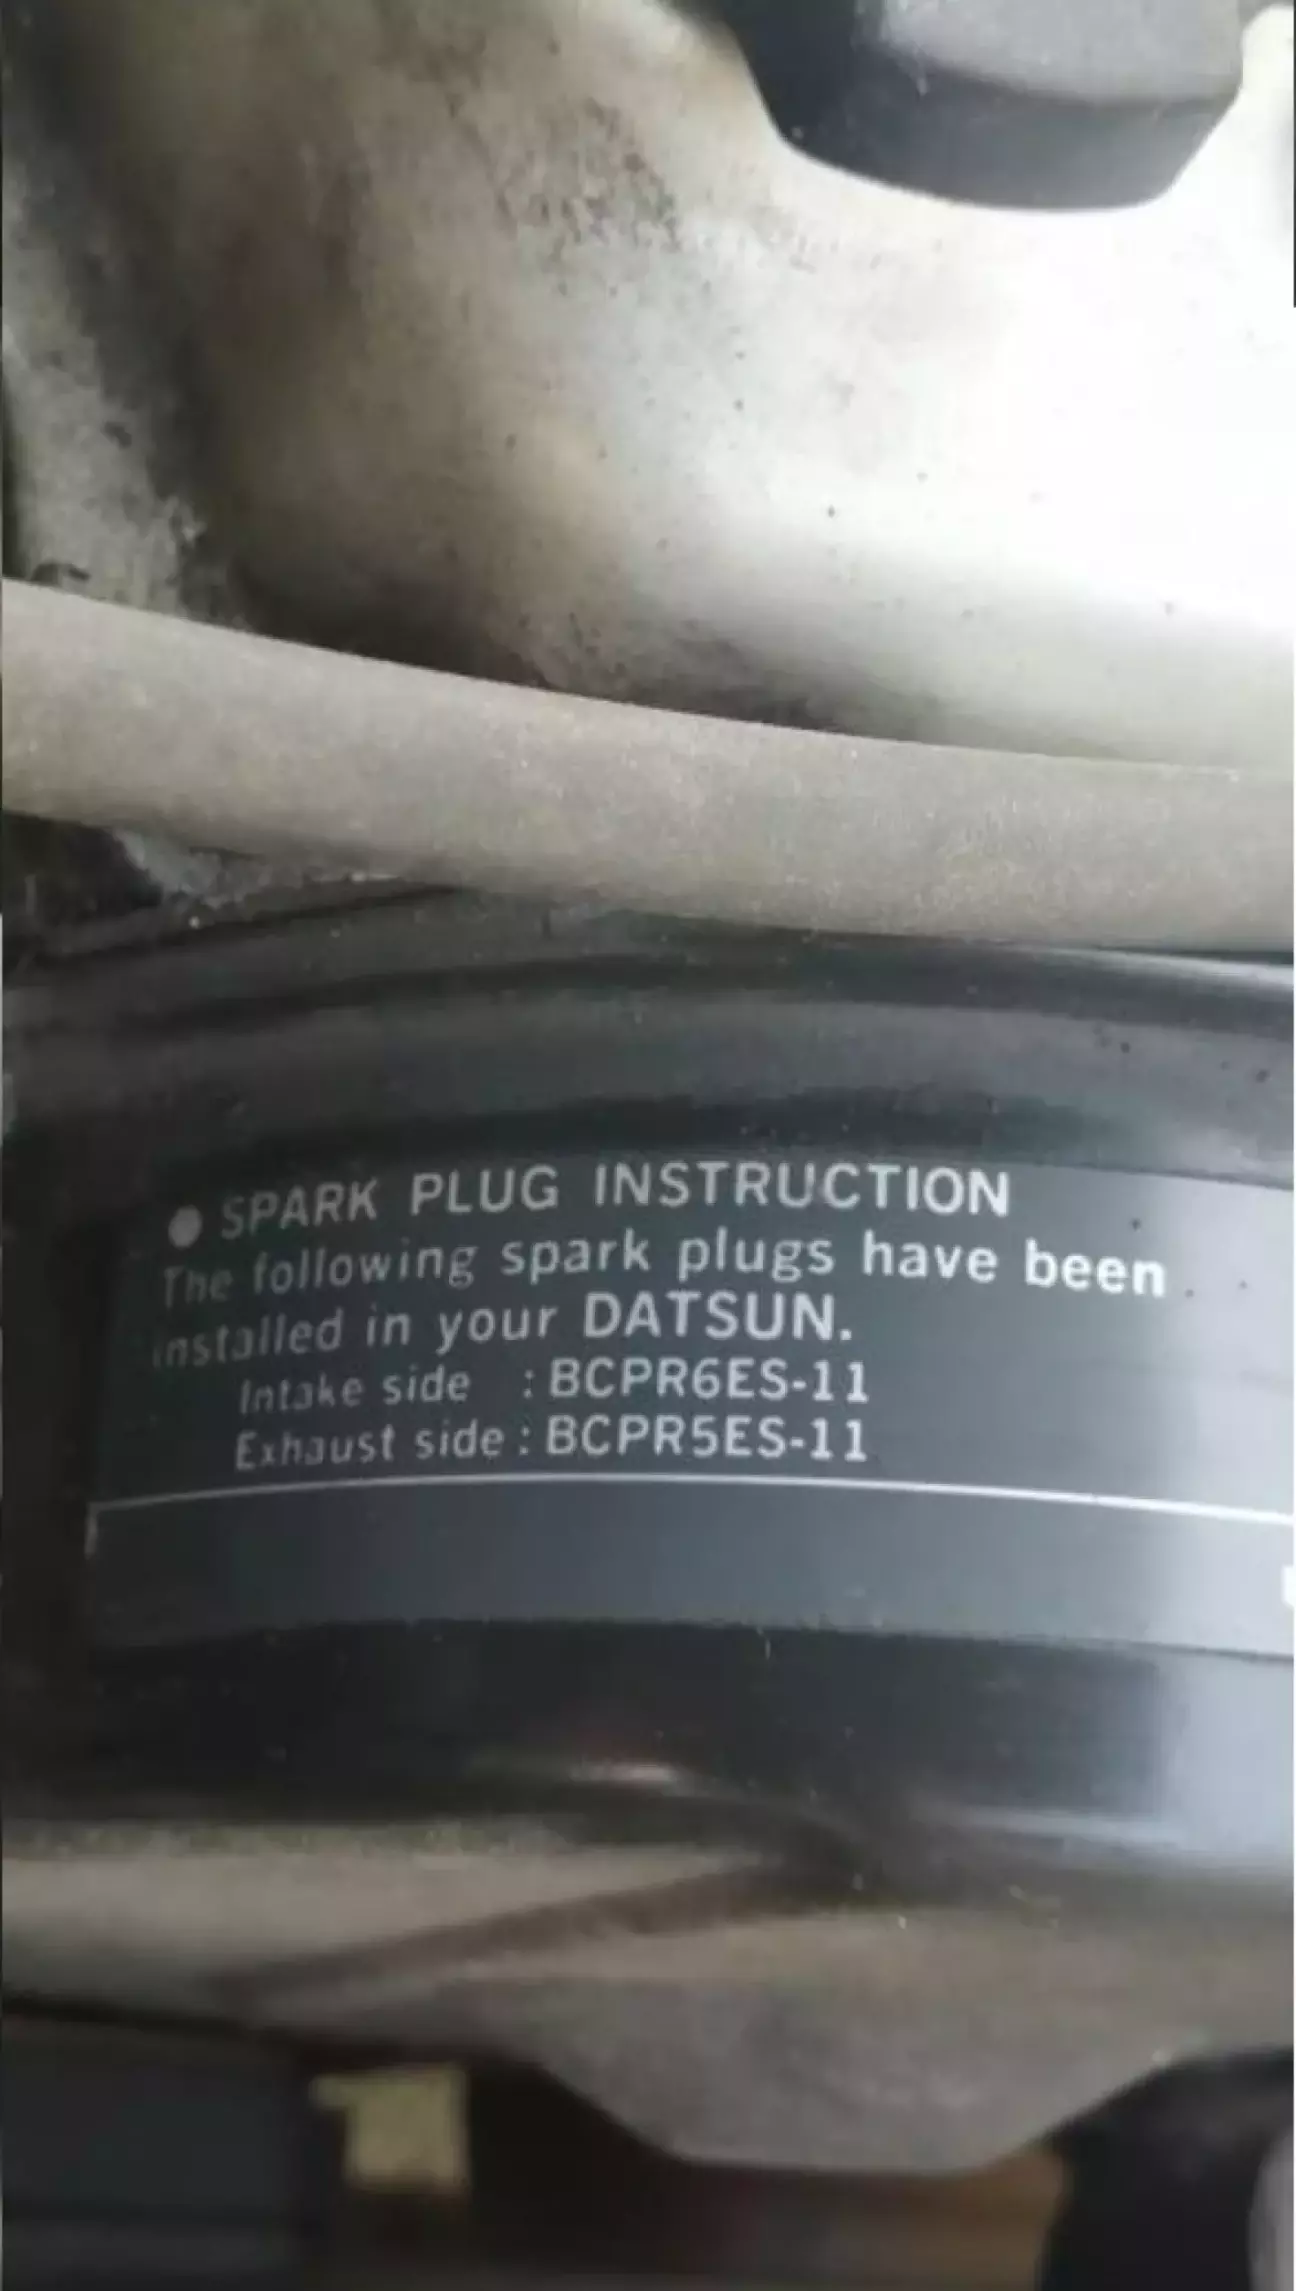 ● SPARK PLUG INSTRUCTION
The following spark plugs have been
installed in your DATSUN.
Intake side : BCPR6ES-11
Exhaust side : BCPR5ES-11